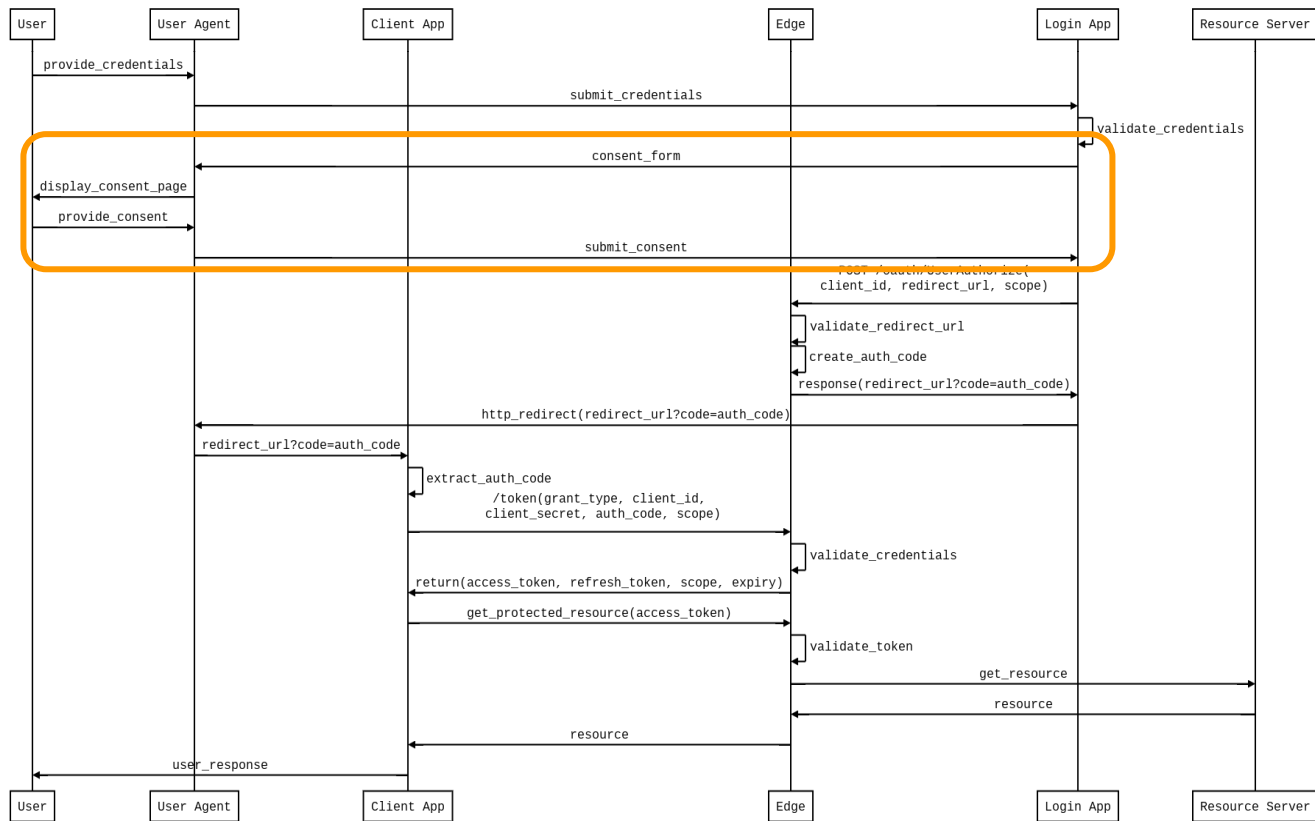 User
User Agent
Client App
Edge
Login App
Resource Server
provide_credentials
submit_credentials
validate_credentials
consent_form
display_consent_page
provide_consent
submit_consent
POST /oauth/UserAuthorize(
client_id, redirect_url, scope)
validate_redirect_url
create_auth_code
response(redirect_url?code=auth_code)
http_redirect(redirect_url?code=auth_code)
redirect_url?code=auth_code
extract_auth_code
/token(grant_type, client_id,
client_secret, auth_code, scope)
validate_credentials
return(access_token, refresh_token, scope, expiry)
get_protected_resource(access_token)
validate_token
get_resource
resource
resource
user_response
User
User Agent
Client App
Edge
Login App
Resource Server